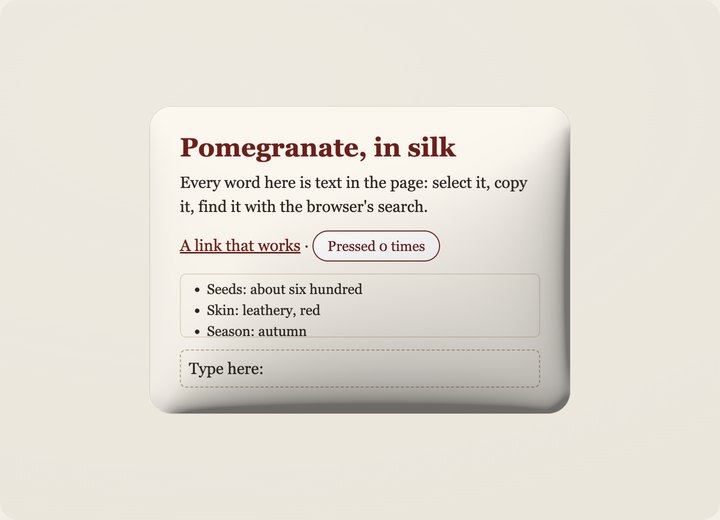 Pomegranate, in silk
Every word here is text in the page: select it, copy
it, find it with the browser's search.
A link that works · Pressed 0 times
• Seeds: about six hundred
• Skin: leathery, red
• Season: autumn
Type here: